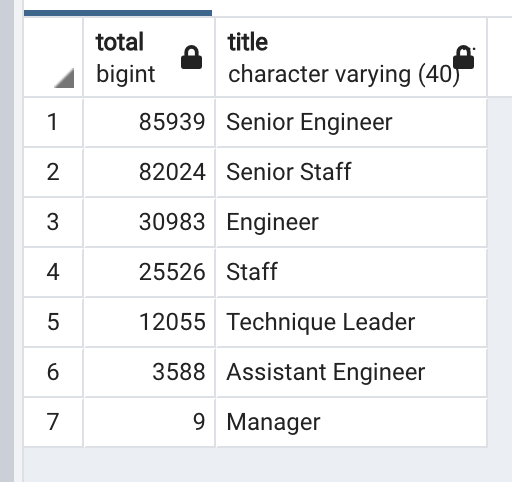 total title
bigint character varying (40)
1 85939 Senior Engineer
2 82024 Senior Staff
3 30983 Engineer
4 25526 Staff
5 12055 Technique Leader
6 3588 Assistant Engineer
7 9 Manager